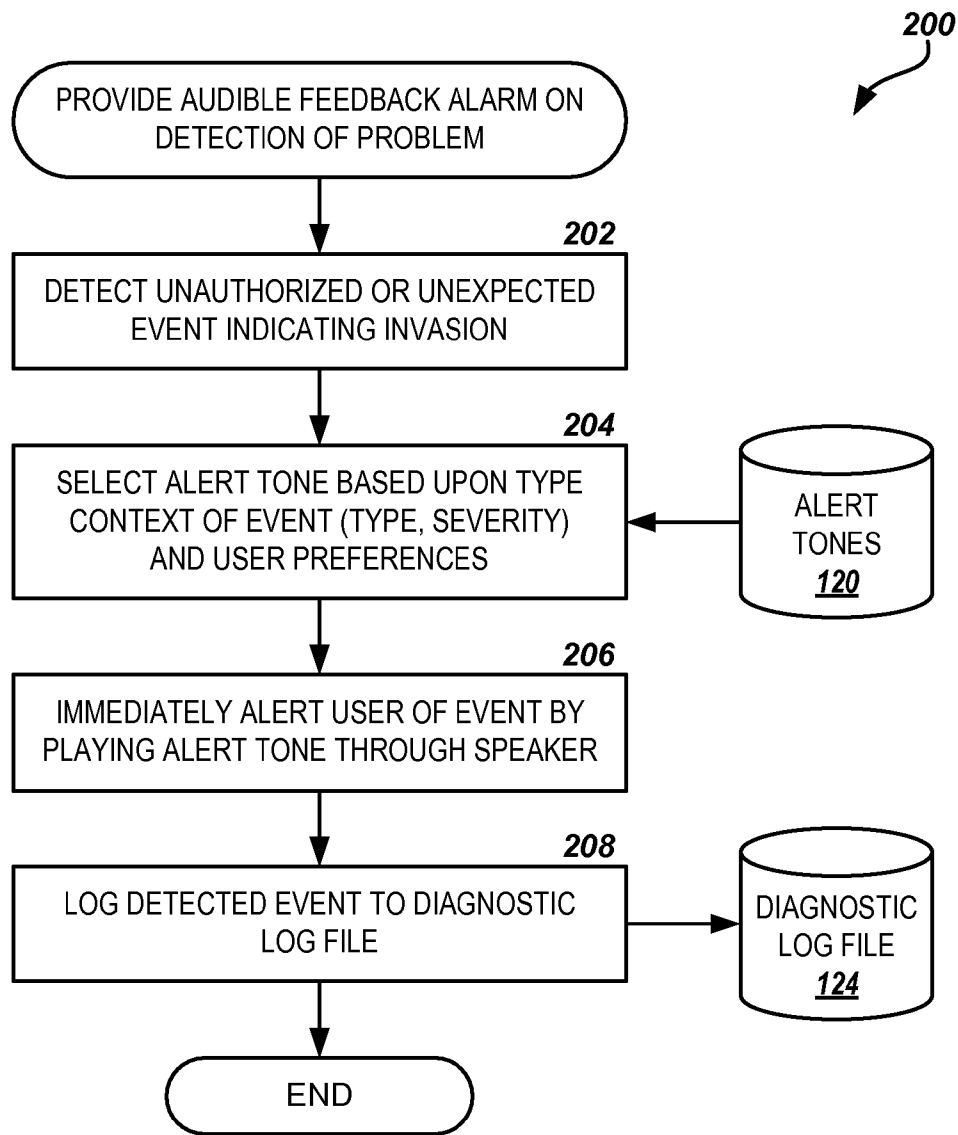 200
PROVIDE AUDIBLE FEEDBACK ALARM ON
DETECTION OF PROBLEM
202
DETECT UNAUTHORIZED OR UNEXPECTED
EVENT INDICATING INVASION
204
SELECT ALERT TONE BASED UPON TYPE
CONTEXT OF EVENT (TYPE, SEVERITY)
AND USER PREFERENCES
ALERT
TONES
120
206
IMMEDIATELY ALERT USER OF EVENT BY
PLAYING ALERT TONE THROUGH SPEAKER
208
LOG DETECTED EVENT TO DIAGNOSTIC
LOG FILE
DIAGNOSTIC
LOG FILE
124
END